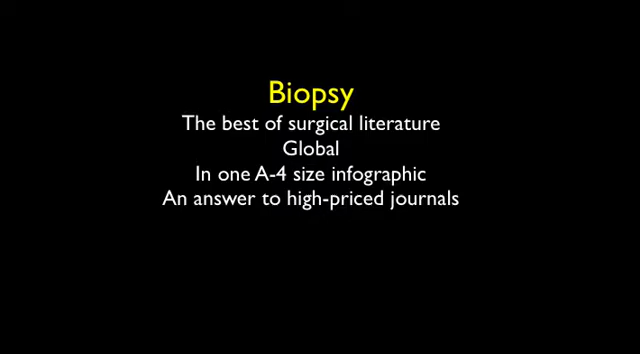 Biopsy
The best of surgical literature
Global
In one A-4 size infographic
An answer to high-priced journals